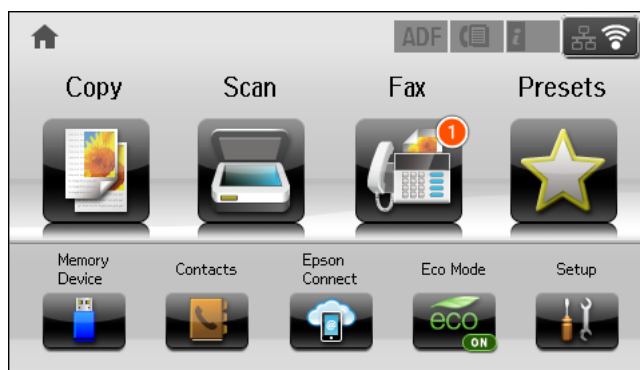 ADF i
Copy Scan Fax Presets
1
Memory Device Contacts Epson Connect Eco Mode Setup
@ eco
ON